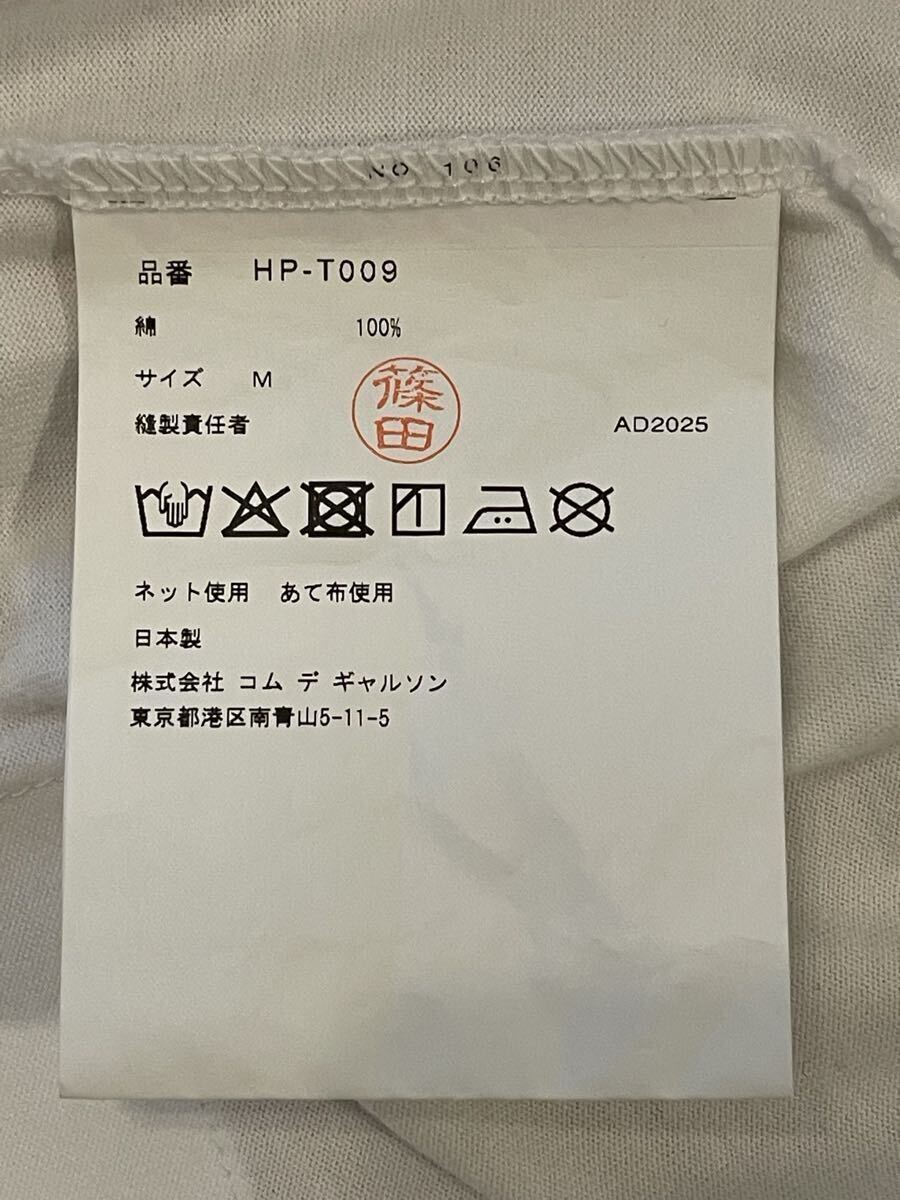 NO 106
品番 HP-T009
綿 100%
サイズ M
縫製責任者 篠田 AD2025
ネット使用 あて布使用
日本製
株式会社 コム デ ギャルソン
東京都港区南青山5-11-5